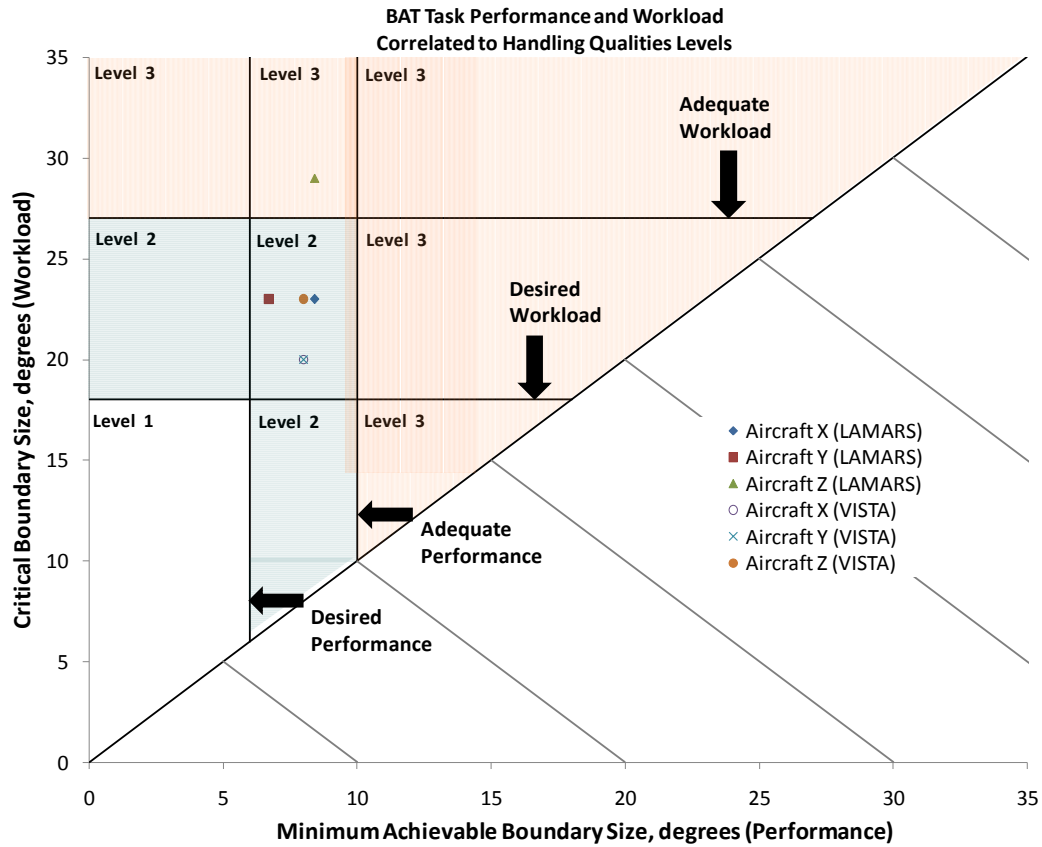 BAT Task Performance and Workload
Correlated to Handling Qualities Levels
Critical Boundary Size, degrees (Workload)
35
30
25
20
15
10
5
0
Level 3
Level 3
Level 3
Adequate
Workload
Level 2
Level 2
Level 3
Desired
Workload
Level 1
Level 2
Level 3
Aircraft X (LAMARS)
Aircraft Y (LAMARS)
Aircraft Z (LAMARS)
Aircraft X (VISTA)
Aircraft Y (VISTA)
Aircraft Z (VISTA)
Adequate
Performance
Desired
Performance
0 5 10 15 20 25 30 35
Minimum Achievable Boundary Size, degrees (Performance)